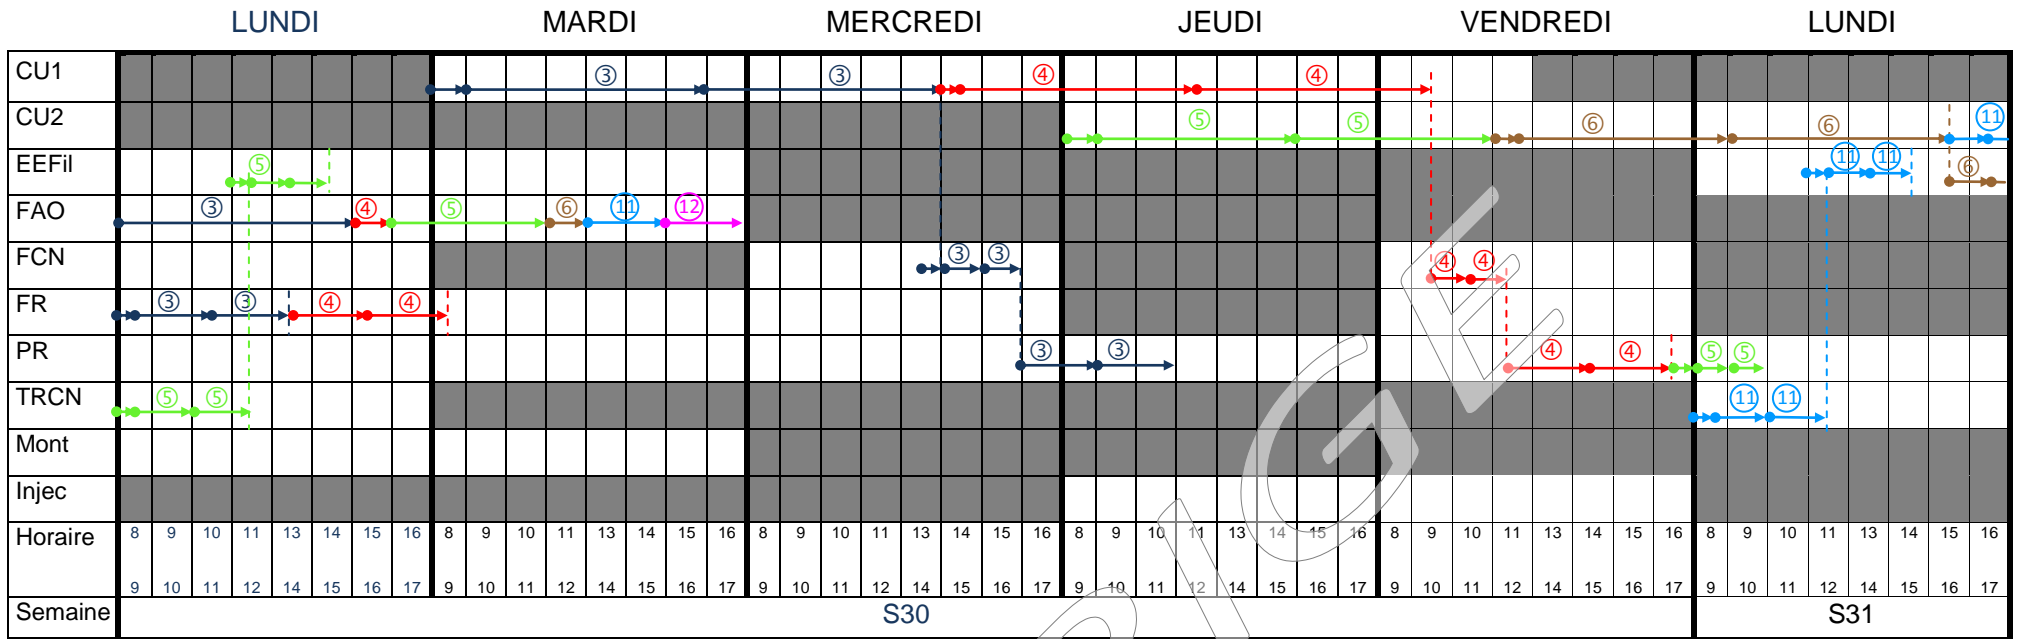 LUNDI MARDI MERCREDI JEUDI VENDREDI LUNDI
CU1 ③ ③ ④ ④
CU2 ⑤ ⑤ ⑥ ⑥ ⑪
EEFil ⑤ ⑪ ⑪ ⑥
FAO ③ ④ ⑤ ⑥ ⑪ ⑫
FCN ③ ③ ④ ④
FR ③ ③ ④ ④
PR ③ ③ ④ ④ ⑤ ⑤
TRCN ⑤ ⑤ ⑪ ⑪
Mont
Injec
Horaire 8 9 10 11 13 14 15 16 8 9 10 11 13 14 15 16 8 9 10 11 13 14 15 16 8 9 10 11 13 14 15 16 8 9 10 11 13 14 15 16 8 9 10 11 13 14 15 16
9 10 11 12 14 15 16 17 9 10 11 12 14 15 16 17 9 10 11 12 14 15 16 17 9 10 11 12 14 15 16 17 9 10 11 12 14 15 16 17 9 10 11 12 14 15 16 17
Semaine S30 S31
IGE